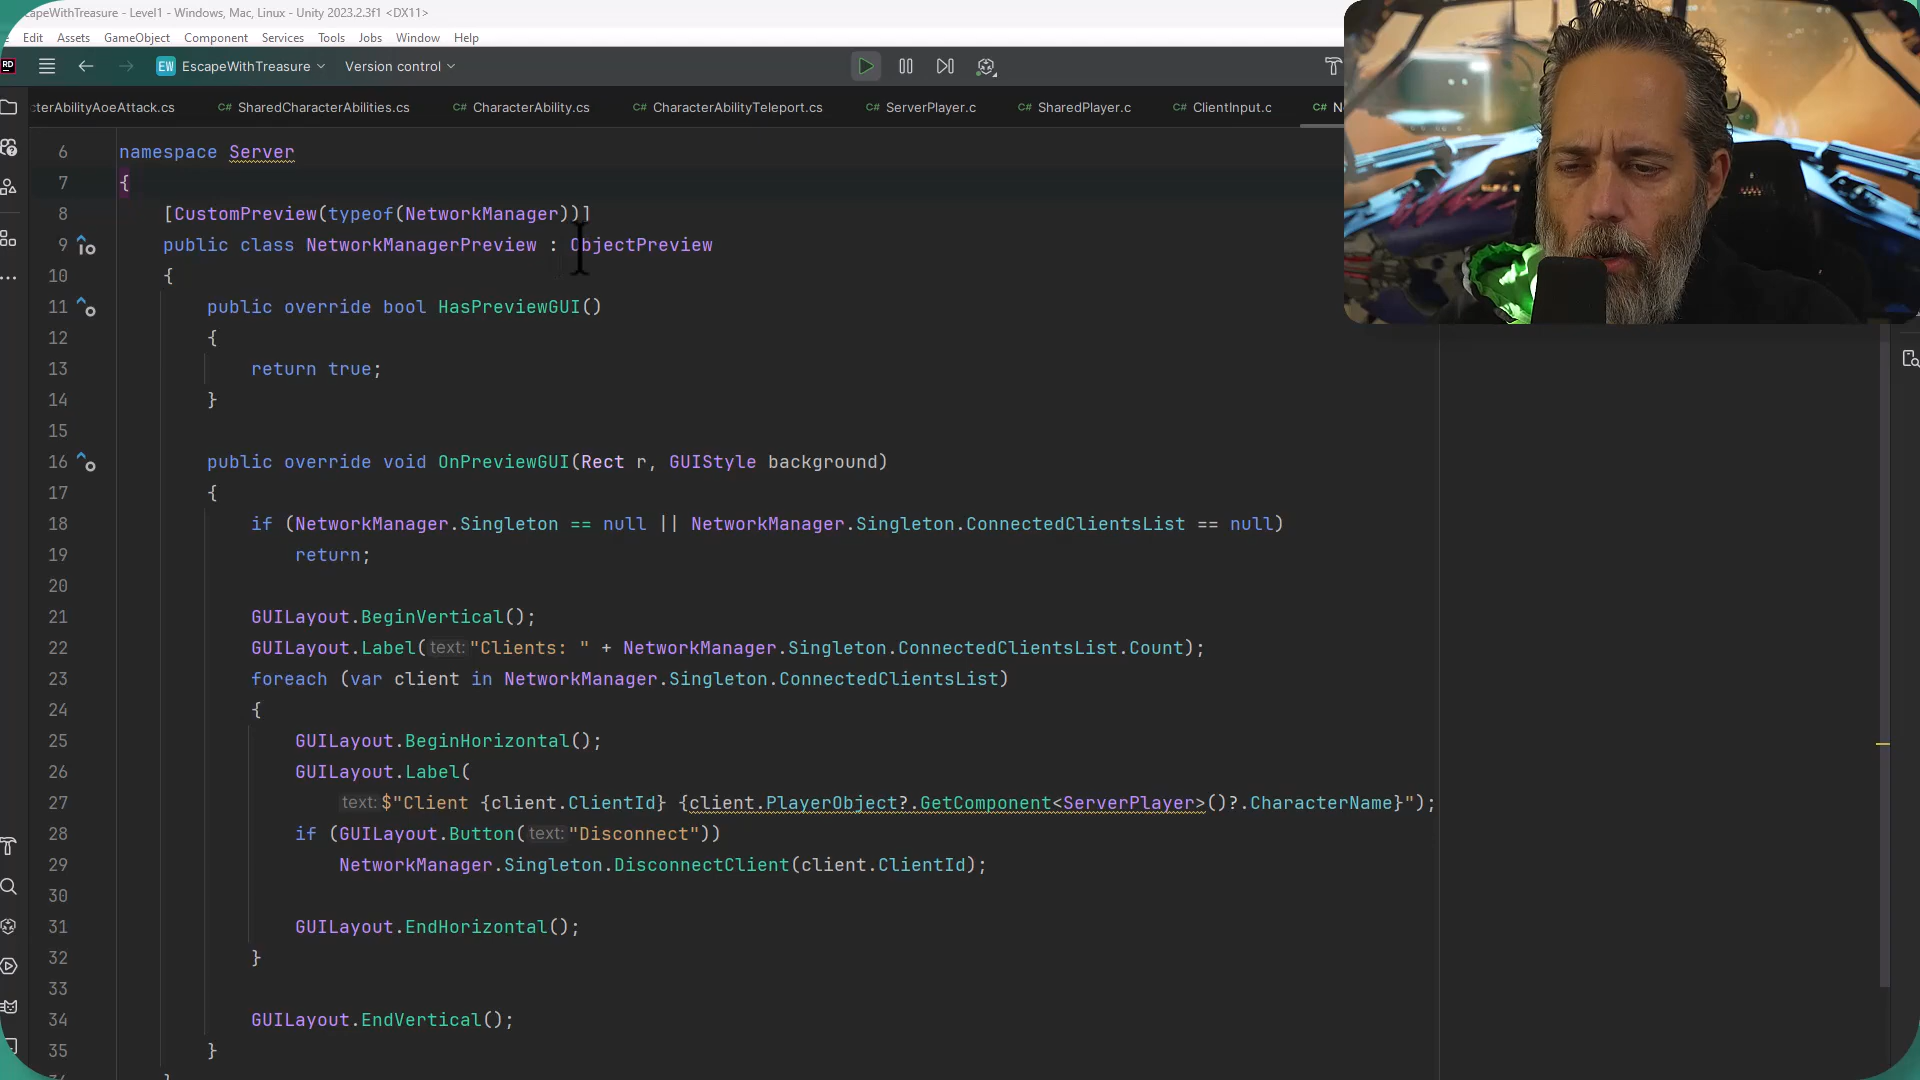 capeWithTreasure - Level1 - Windows, Mac, Linux - Unity 2023.2.3f1 <DX11>
Edit Assets GameObject Component Services Tools Jobs Window Help
RD EW EscapeWithTreasure Version control
cterAbilityAoeAttack.cs C# SharedCharacterAbilities.cs C# CharacterAbility.cs C# CharacterAbilityTeleport.cs C# ServerPlayer.c C# SharedPlayer.c C# ClientInput.c C# N
6 namespace Server
7 {
8 [CustomPreview(typeof(NetworkManager))]
9 public class NetworkManagerPreview : ObjectPreview
10 {
11 public override bool HasPreviewGUI()
12 {
13 return true;
14 }
15
16 public override void OnPreviewGUI(Rect r, GUIStyle background)
17 {
18 if (NetworkManager.Singleton == null || NetworkManager.Singleton.ConnectedClientsList == null)
19 return;
20
21 GUILayout.BeginVertical();
22 GUILayout.Label(text:"Clients: " + NetworkManager.Singleton.ConnectedClientsList.Count);
23 foreach (var client in NetworkManager.Singleton.ConnectedClientsList)
24 {
25 GUILayout.BeginHorizontal();
26 GUILayout.Label(
27 text:$"Client {client.ClientId} {client.PlayerObject?.GetComponent<ServerPlayer>()?.CharacterName}");
28 if (GUILayout.Button(text:"Disconnect"))
29 NetworkManager.Singleton.DisconnectClient(client.ClientId);
30
31 GUILayout.EndHorizontal();
32 }
33
34 GUILayout.EndVertical();
35 }